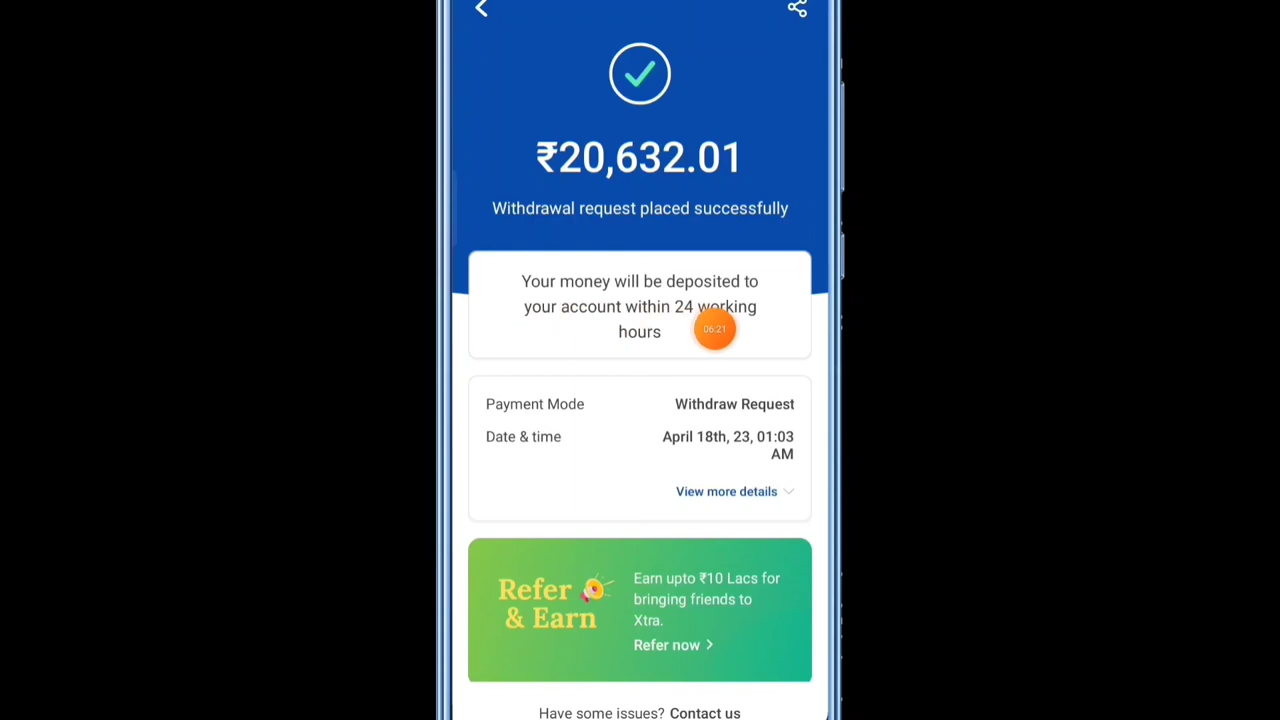 ₹20,632.01
Withdrawal request placed successfully
Your money will be deposited to
your account within 24 working
hours
06:21
Payment Mode Withdraw Request
Date & time April 18th, 23, 01:03
AM
View more details
Refer
& Earn
Earn upto ₹10 Lacs for
bringing friends to
Xtra.
Refer now >
Have some issues? Contact us